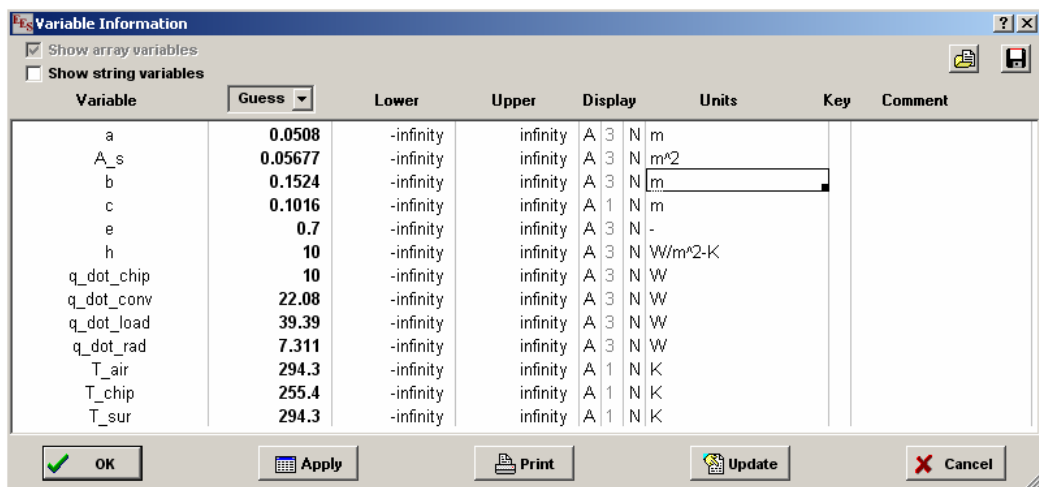 EES Variable Information
Show array variables
Show string variables
Variable Guess Lower Upper Display Units Key Comment
a 0.0508 -infinity infinity A 3 N m
A_s 0.05677 -infinity infinity A 3 N m^2
b 0.1524 -infinity infinity A 3 N m
c 0.1016 -infinity infinity A 1 N m
e 0.7 -infinity infinity A 3 N -
h 10 -infinity infinity A 3 N W/m^2-K
q_dot_chip 10 -infinity infinity A 3 N W
q_dot_conv 22.08 -infinity infinity A 3 N W
q_dot_load 39.39 -infinity infinity A 3 N W
q_dot_rad 7.311 -infinity infinity A 3 N W
T_air 294.3 -infinity infinity A 1 N K
T_chip 255.4 -infinity infinity A 1 N K
T_sur 294.3 -infinity infinity A 1 N K
OK Apply Print Update Cancel